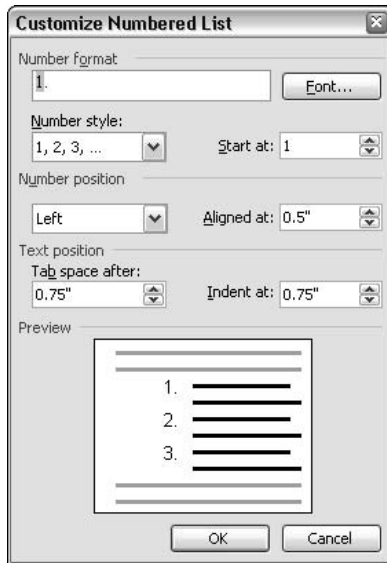 Customize Numbered List
Number format
1.
Font...
Number style:
1, 2, 3, ...
Start at: 1
Number position
Left
Aligned at: 0.5"
Text position
Tab space after:
0.75"
Indent at: 0.75"
Preview
1.
2.
3.
OK
Cancel